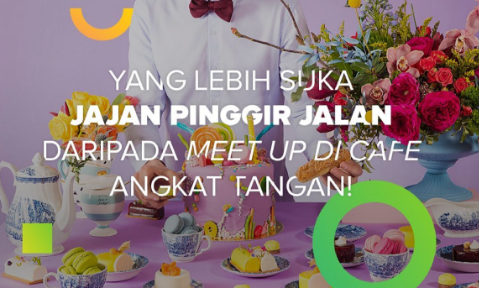 YANG LEBIH SUKA
JAJAN PINGGIR JALAN
DARIPADA MEET UP DI CAFE
ANGKAT TANGAN!